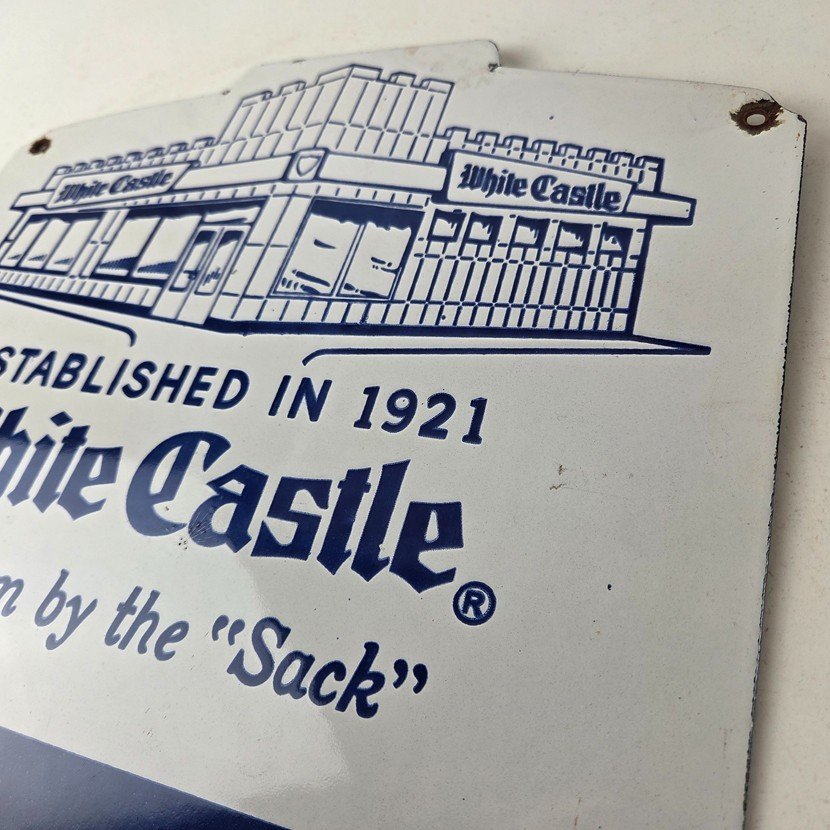 White Castle
White Castle
STABLISHED IN 1921
hite Castle®
m by the "Sack"